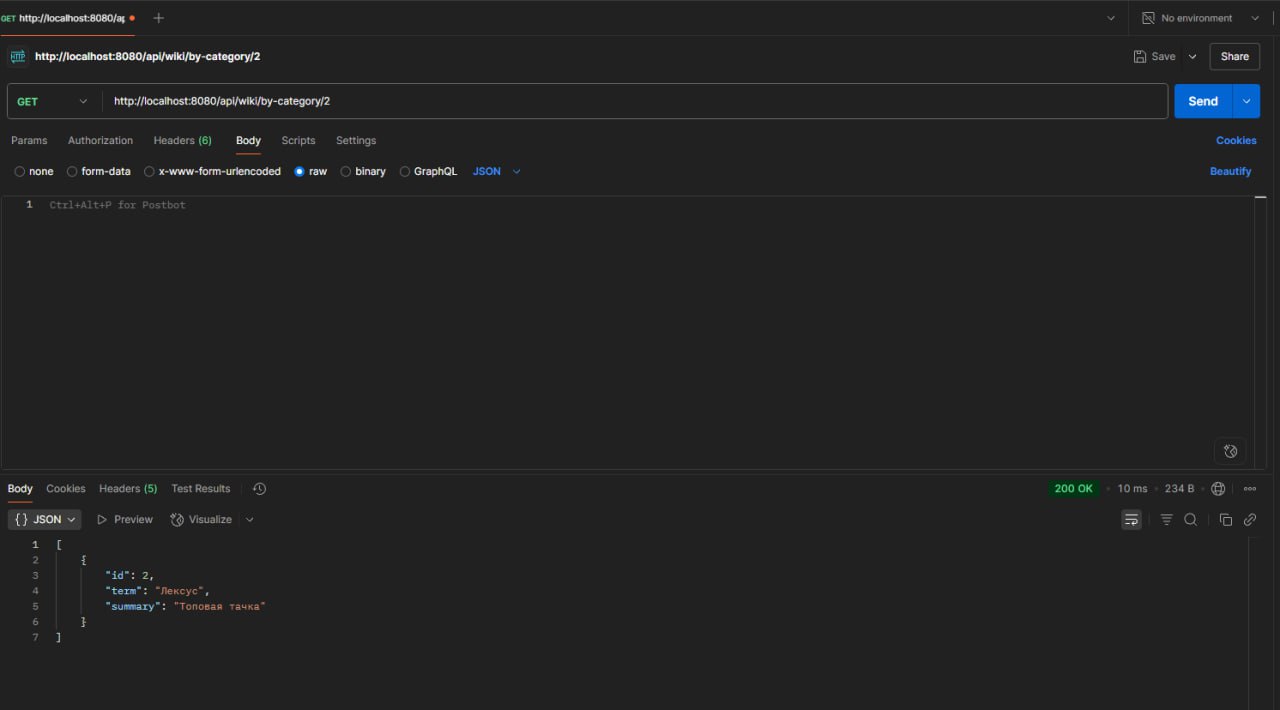 GET http://localhost:8080/ap
No environment
HTTP http://localhost:8080/api/wiki/by-category/2
Save
Share
GET http://localhost:8080/api/wiki/by-category/2
Send
Params Authorization Headers (6) Body Scripts Settings
Cookies
none form-data x-www-form-urlencoded raw binary GraphQL JSON
Beautify
1 Ctrl+Alt+P for Postbot
Body Cookies Headers (5) Test Results
200 OK • 10 ms • 234 B
{} JSON Preview Visualize
1 [
2 {
3 "id": 2,
4 "term": "Лексус",
5 "summary": "Топовая тачка"
6 }
7 ]